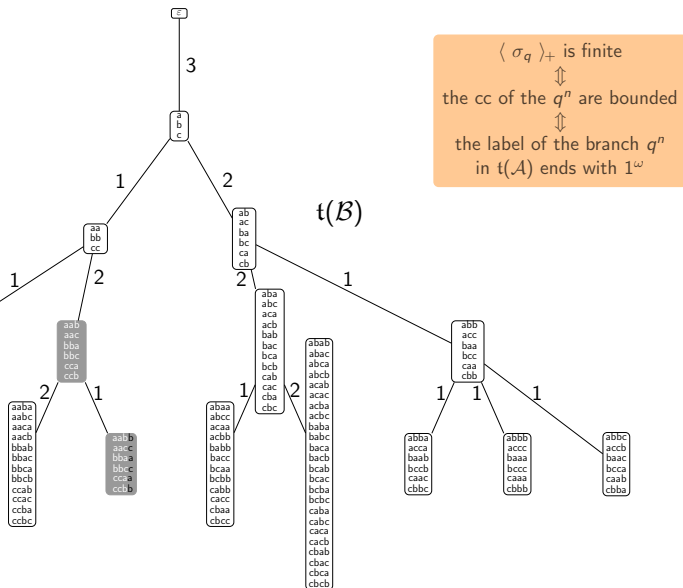 ε
3
⟨ σ_q ⟩₊ is finite
⇕
the cc of the qⁿ are bounded
⇕
the label of the branch qⁿ
in 𝔱(𝒜) ends with 1^ω
a
b
c
1
2
𝔱(ℬ)
aa
bb
cc
ab
ac
ba
bc
ca
cb
1
2
2
1
aab
aac
bba
bbc
cca
ccb
aba
abc
aca
acb
bab
bac
bca
bcb
cab
cac
cba
cbc
abb
acc
baa
bcc
caa
cbb
2
1
1
2
1
1
1
aaba
aabc
aaca
aacb
bbab
bbac
bbca
bbcb
ccab
ccac
ccba
ccbc
aabb
aacc
bbaa
bbcc
ccaa
ccbb
abaa
abcc
acaa
acbb
babb
bacc
bcaa
bcbb
cabb
cacc
cbaa
cbcc
abab
abac
abca
abcb
acab
acac
acba
acbc
baba
babc
baca
bacb
bcab
bcac
bcba
bcbc
caba
cabc
caca
cacb
cbab
cbac
cbca
cbcb
abba
acca
baab
bccb
caac
cbbc
abbb
accc
baaa
bccc
caaa
cbbb
abbc
accb
baac
bcca
caab
cbba